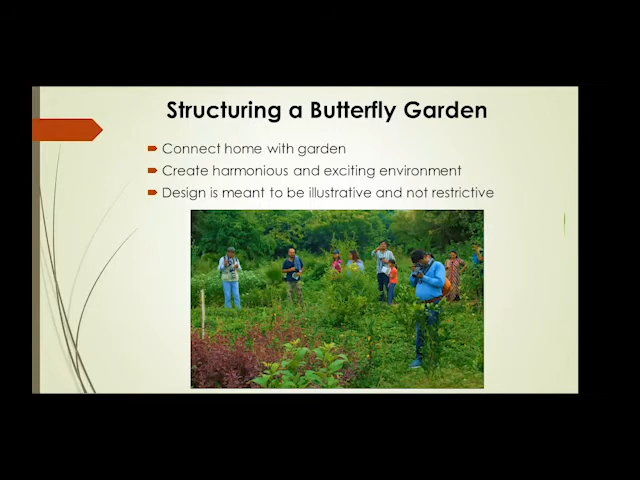 Structuring a Butterfly Garden
Connect home with garden
Create harmonious and exciting environment
Design is meant to be illustrative and not restrictive